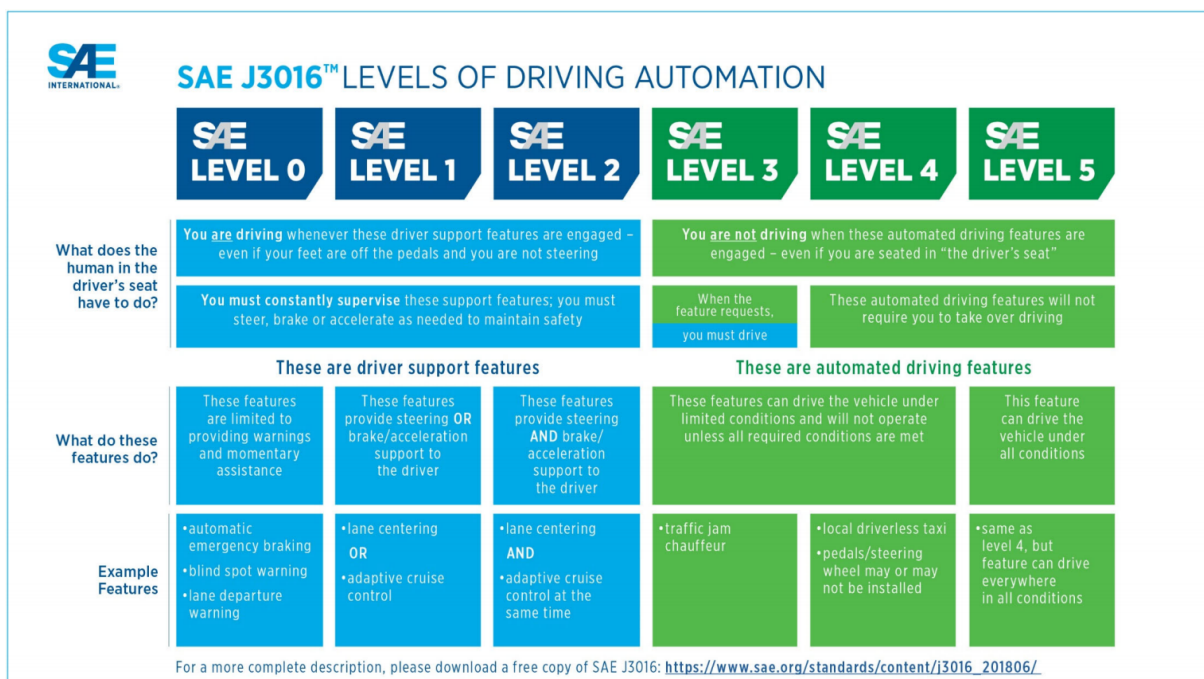 SAE
INTERNATIONAL®
SAE J3016™ LEVELS OF DRIVING AUTOMATION
SAE
LEVEL 0
SAE
LEVEL 1
SAE
LEVEL 2
SAE
LEVEL 3
SAE
LEVEL 4
SAE
LEVEL 5
What does the
human in the
driver's seat
have to do?
You are driving whenever these driver support features are engaged –
even if your feet are off the pedals and you are not steering
You are not driving when these automated driving features are
engaged – even if you are seated in “the driver's seat”
You must constantly supervise these support features; you must
steer, brake or accelerate as needed to maintain safety
When the
feature requests,
you must drive
These automated driving features will not
require you to take over driving
These are driver support features
These are automated driving features
What do these
features do?
These features
are limited to
providing warnings
and momentary
assistance
These features
provide steering OR
brake/acceleration
support to
the driver
These features
provide steering
AND brake/
acceleration
support to
the driver
These features can drive the vehicle under
limited conditions and will not operate
unless all required conditions are met
This feature
can drive the
vehicle under
all conditions
Example
Features
•automatic
emergency braking
•blind spot warning
•lane departure
warning
•lane centering
OR
•adaptive cruise
control
•lane centering
AND
•adaptive cruise
control at the
same time
•traffic jam
chauffeur
•local driverless taxi
•pedals/steering
wheel may or may
not be installed
•same as
level 4, but
feature can drive
everywhere
in all conditions
For a more complete description, please download a free copy of SAE J3016: https://www.sae.org/standards/content/j3016_201806/